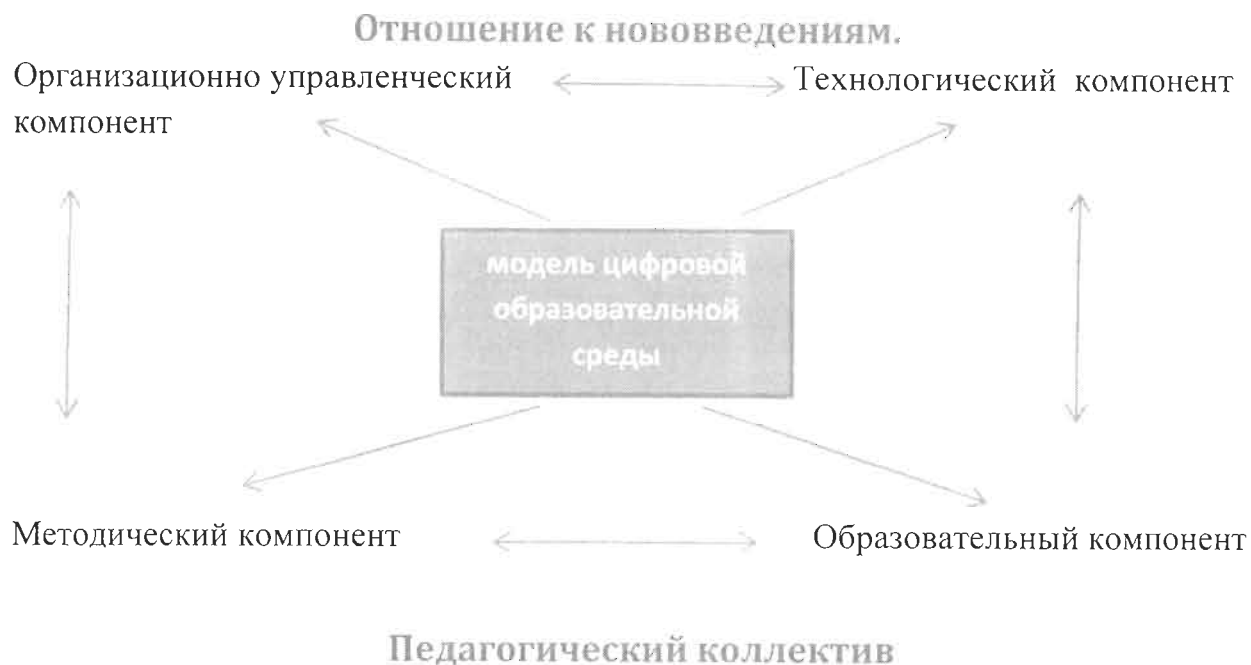 Отношение к нововведениям.
Организационно управленческий
компонент
Технологический компонент
модель цифровой
образовательной
среды
Методический компонент
Образовательный компонент
Педагогический коллектив